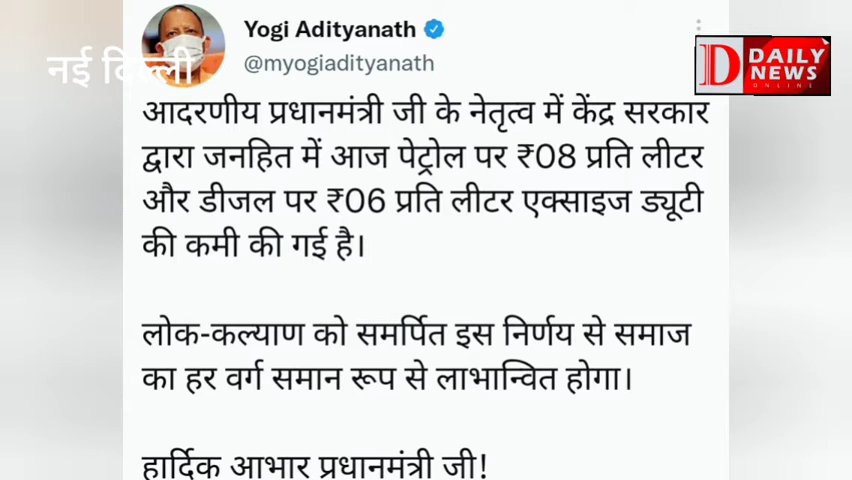 Yogi Adityanath
@myogiadityanath
नई दिल्ली
D DAILY
NEWS
ONLINE
आदरणीय प्रधानमंत्री जी के नेतृत्व में केंद्र सरकार
द्वारा जनहित में आज पेट्रोल पर ₹08 प्रति लीटर
और डीजल पर ₹06 प्रति लीटर एक्साइज ड्यूटी
की कमी की गई है।
लोक-कल्याण को समर्पित इस निर्णय से समाज
का हर वर्ग समान रूप से लाभान्वित होगा।
हार्दिक आभार प्रधानमंत्री जी!